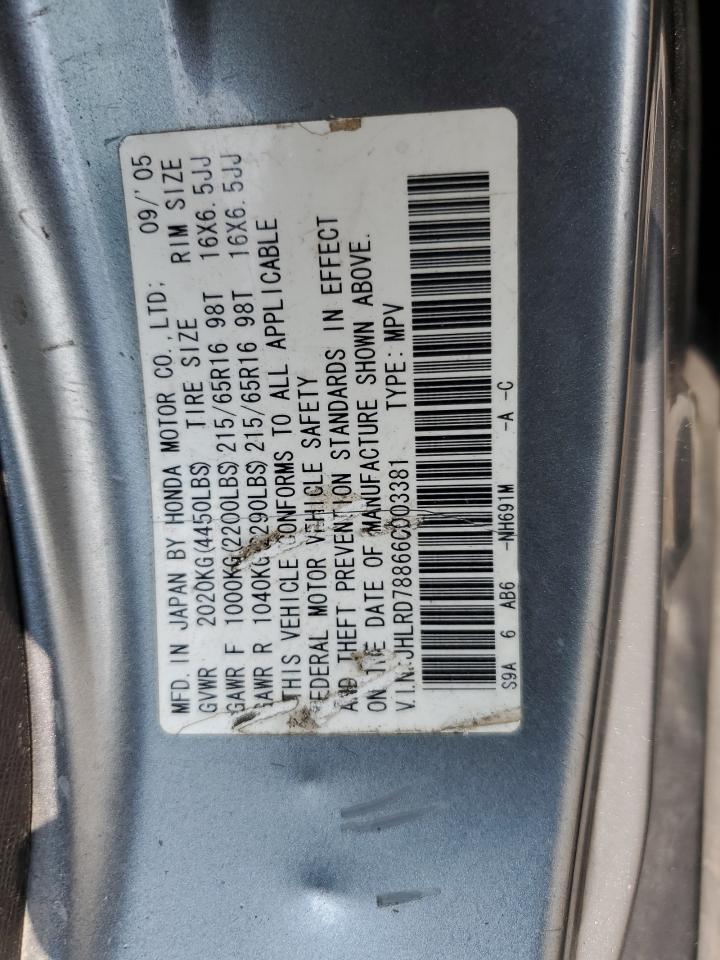 MFD. IN JAPAN BY HONDA MOTOR CO., LTD: 09/'05
GVWR 2020KG(4450LBS) TIRE SIZE RIM SIZE
GAWR F 1000KG(2200LBS) 215/65R16 98T 16X6.5JJ
GAWR R 1040KG(2290LBS) 215/65R16 98T 16X6.5JJ
THIS VEHICLE CONFORMS TO ALL APPLICABLE
FEDERAL MOTOR VEHICLE SAFETY
AND THEFT PREVENTION STANDARDS IN EFFECT
ON THE DATE OF MANUFACTURE SHOWN ABOVE.
V.I.N: JHLRD78866C003381 TYPE: MPV
S9A 6 AB6 -NH691M -A -C